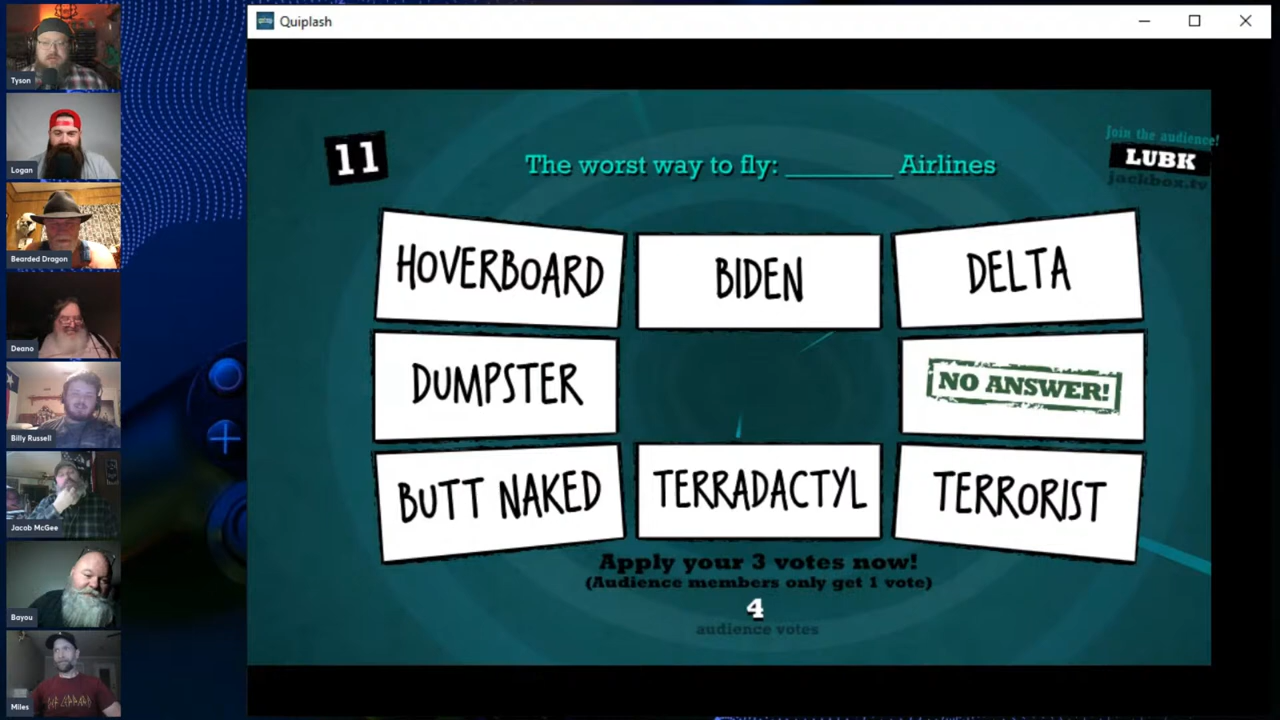 Quiplash
Tyson
Logan
Bearded Dragon
Deano
Billy Russell
Jacob McGee
Bayou
Miles
11
The worst way to fly: ________ Airlines
Join the audience!
LUBK
jackbox.tv
HOVERBOARD
BIDEN
DELTA
DUMPSTER
NO ANSWER!
BUTT NAKED
TERRADACTYL
TERRORIST
Apply your 3 votes now!
(Audience members only get 1 vote)
4
audience votes